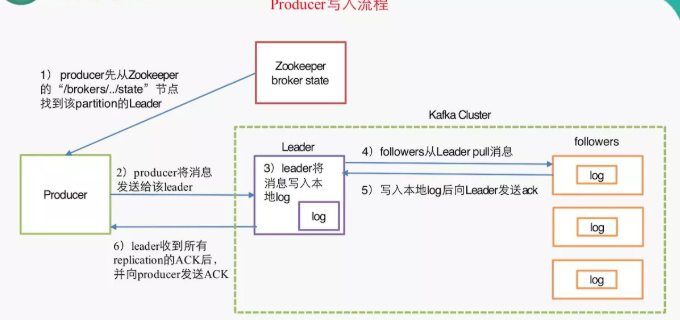 Producer写入流程
Zookeeper
broker state
1） producer先从Zookeeper
的 “/brokers/../state” 节点
找到该partition的Leader
Kafka Cluster
Leader
followers
2）producer将消息
发送给该leader
3）leader将
消息写入本
地log
4）followers从Leader pull消息
Producer
log
log
5）写入本地log后向Leader发送ack
log
6）leader收到所有
replication的ACK后，
并向producer发送ACK
log